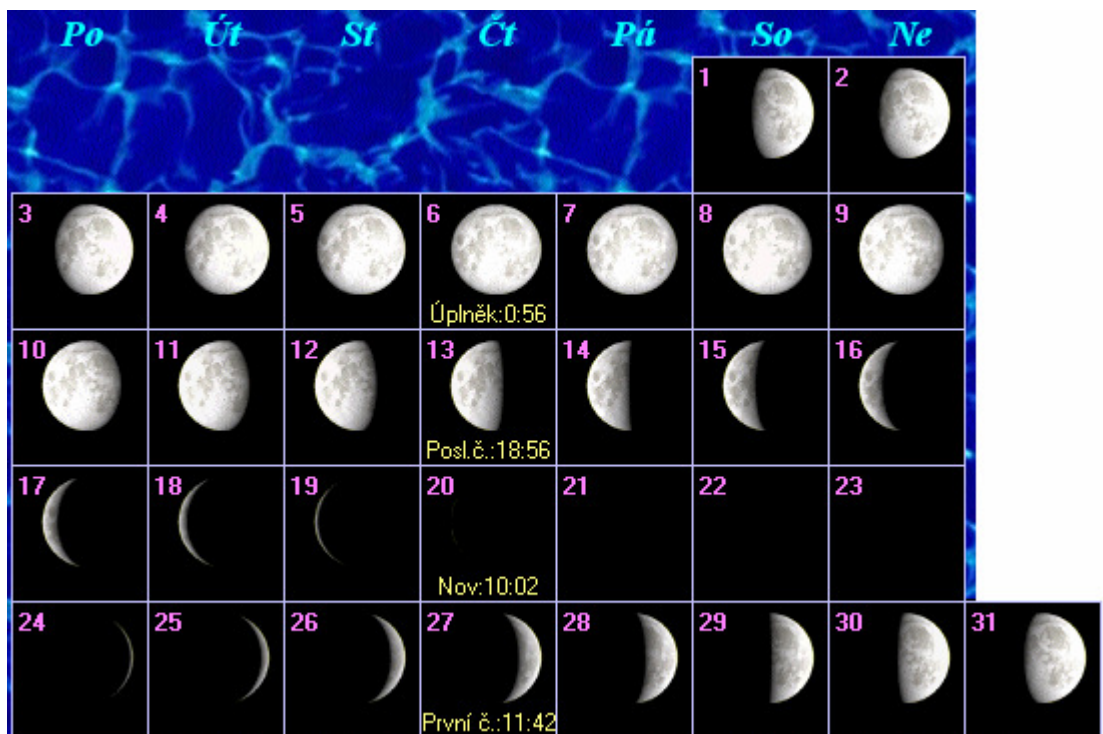 Po Út St Čt Pá So Ne
1 2
3 4 5 6 7 8 9
Úplněk:0:56
10 11 12 13 14 15 16
Posl.č.:18:56
17 18 19 20 21 22 23
Nov:10:02
24 25 26 27 28 29 30 31
První č.:11:42